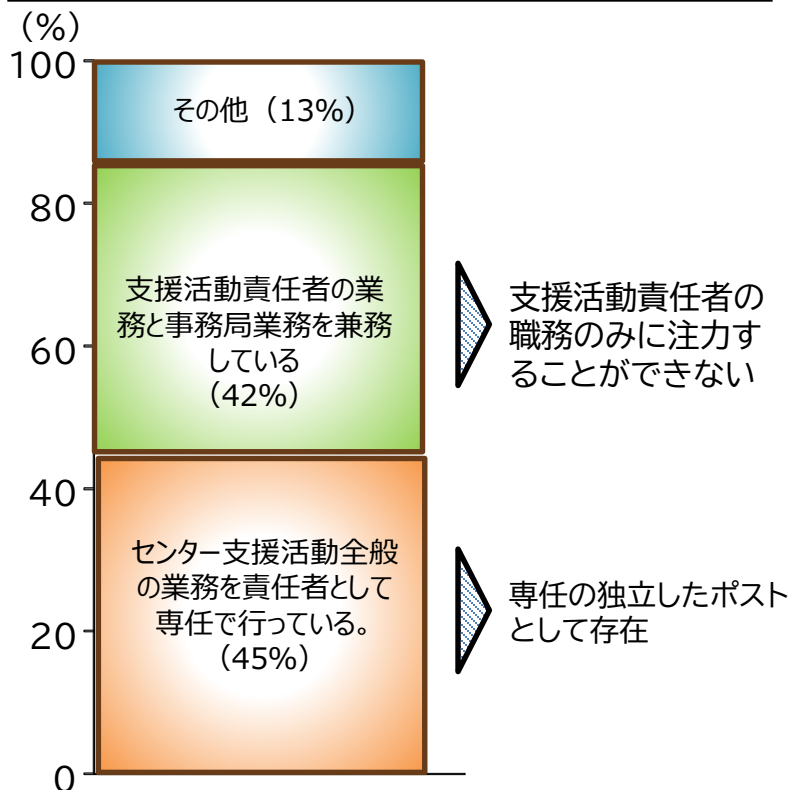 (%)
100
その他（13%）
80
支援活動責任者の業
務と事務局業務を兼務
している
（42%）
支援活動責任者の
職務のみに注力す
ることができない
60
40
センター支援活動全般
の業務を責任者として
専任で行っている。
（45%）
専任の独立したポスト
として存在
20
0